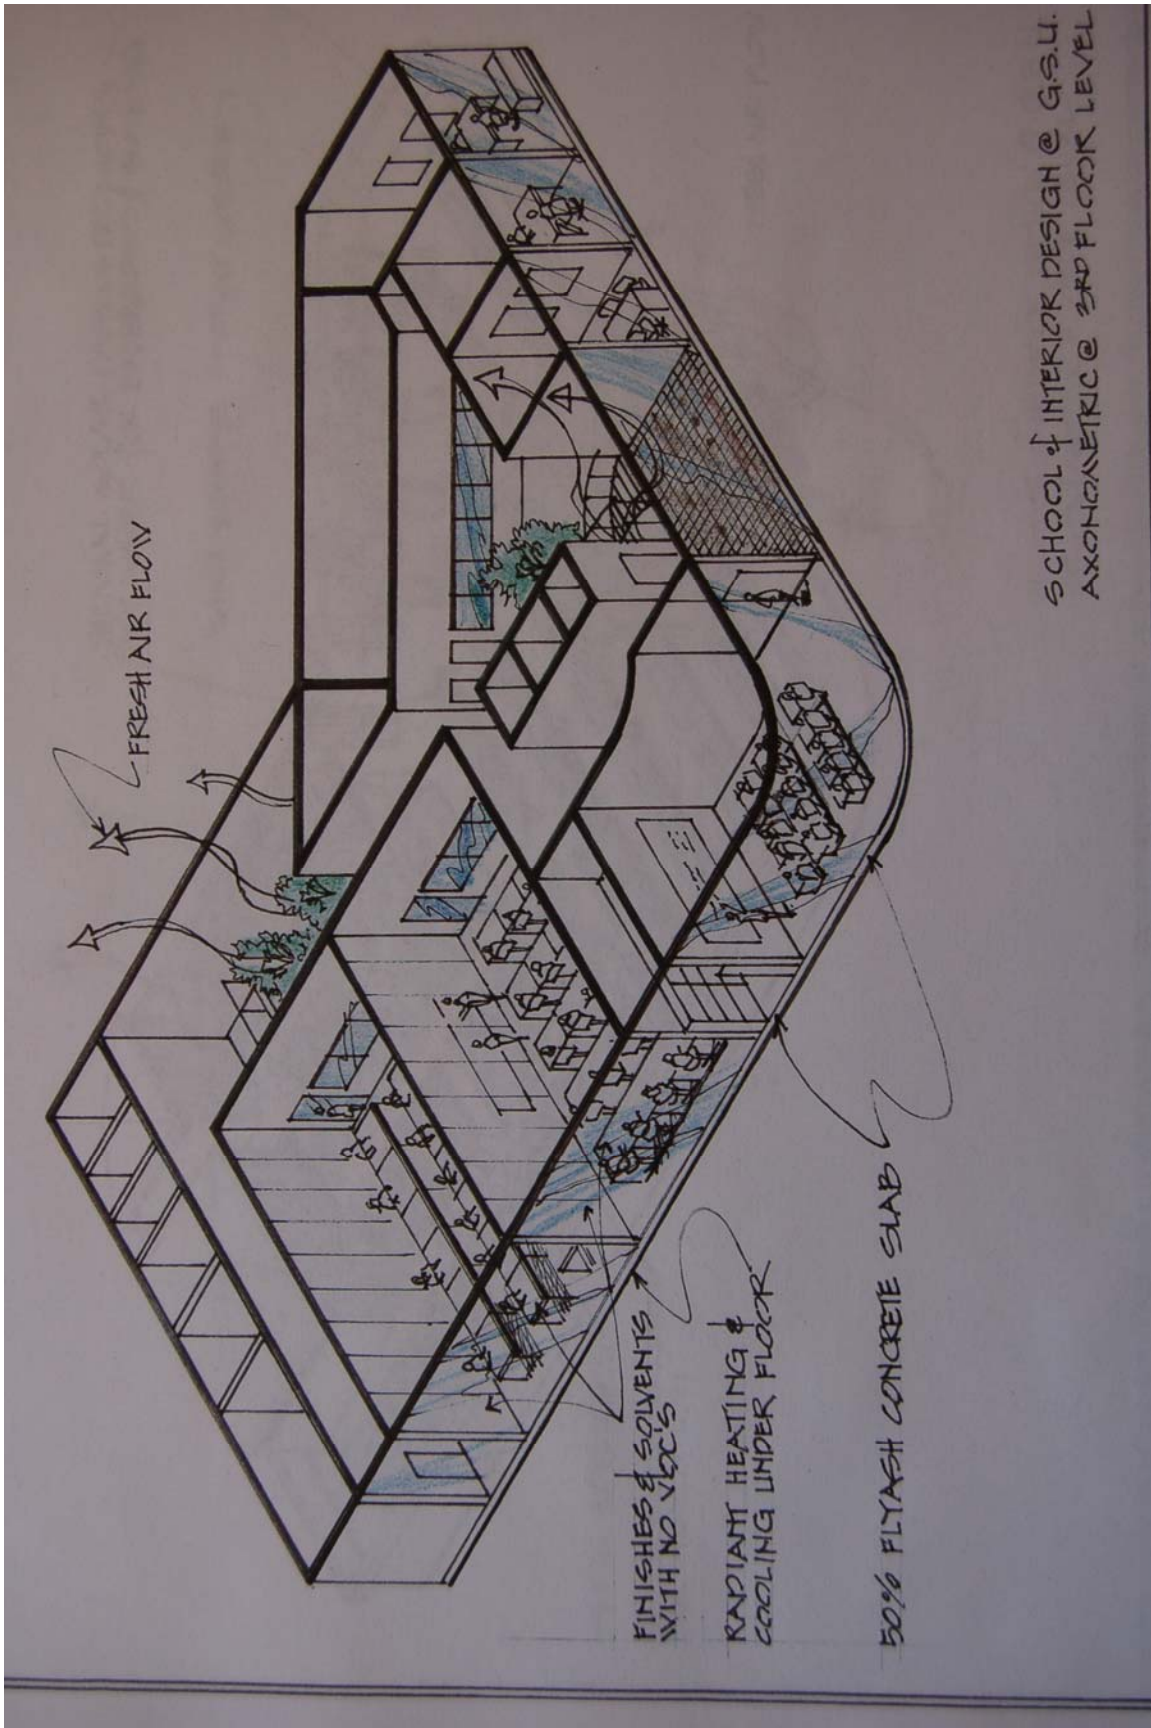 FRESH AIR FLOW
FINISHES & SOLVENTS
WITH NO VOC'S
RADIANT HEATING &
COOLING UNDER FLOOR
50% FLYASH CONCRETE SLAB
SCHOOL of INTERIOR DESIGN @ G.S.U.
AXONOMETRIC @ 3RD FLOOR LEVEL